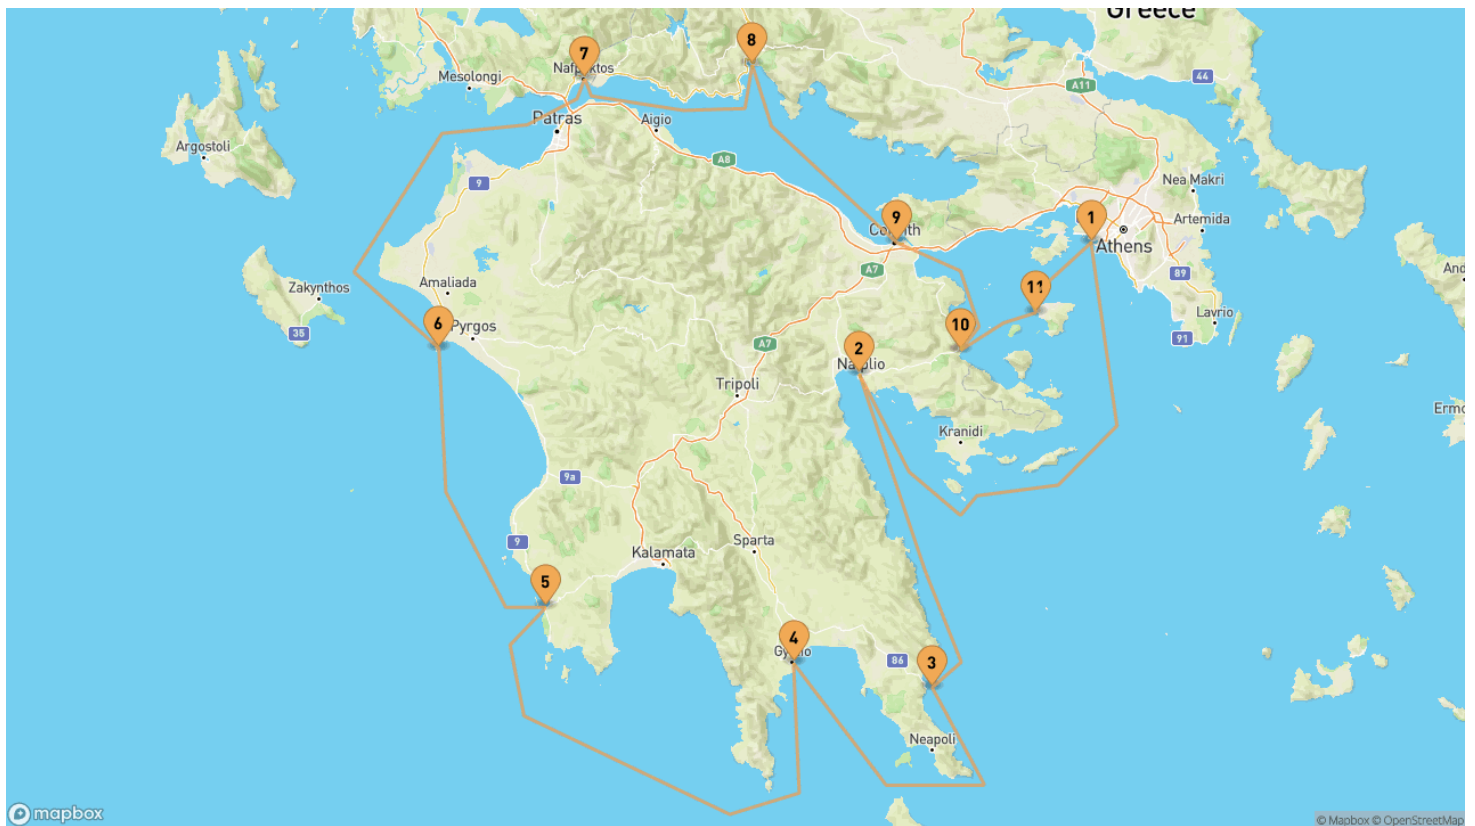 Greece
8
7
Nafpaktos
Mesolongi
44
A11
Patras
Aigio
Argostoli
A8
9
Nea Makri
9
1
Corinth
Artemida
Athens
A7
89
And
Zakynthos
Amaliada
11
Lavrio
6
Pyrgos
10
35
91
2
A7
Nafplio
Tripoli
Ermo
Kranidi
9a
9
Sparta
Kalamata
5
4
Gythio
86
3
Neapoli
mapbox
© Mapbox © OpenStreetMap